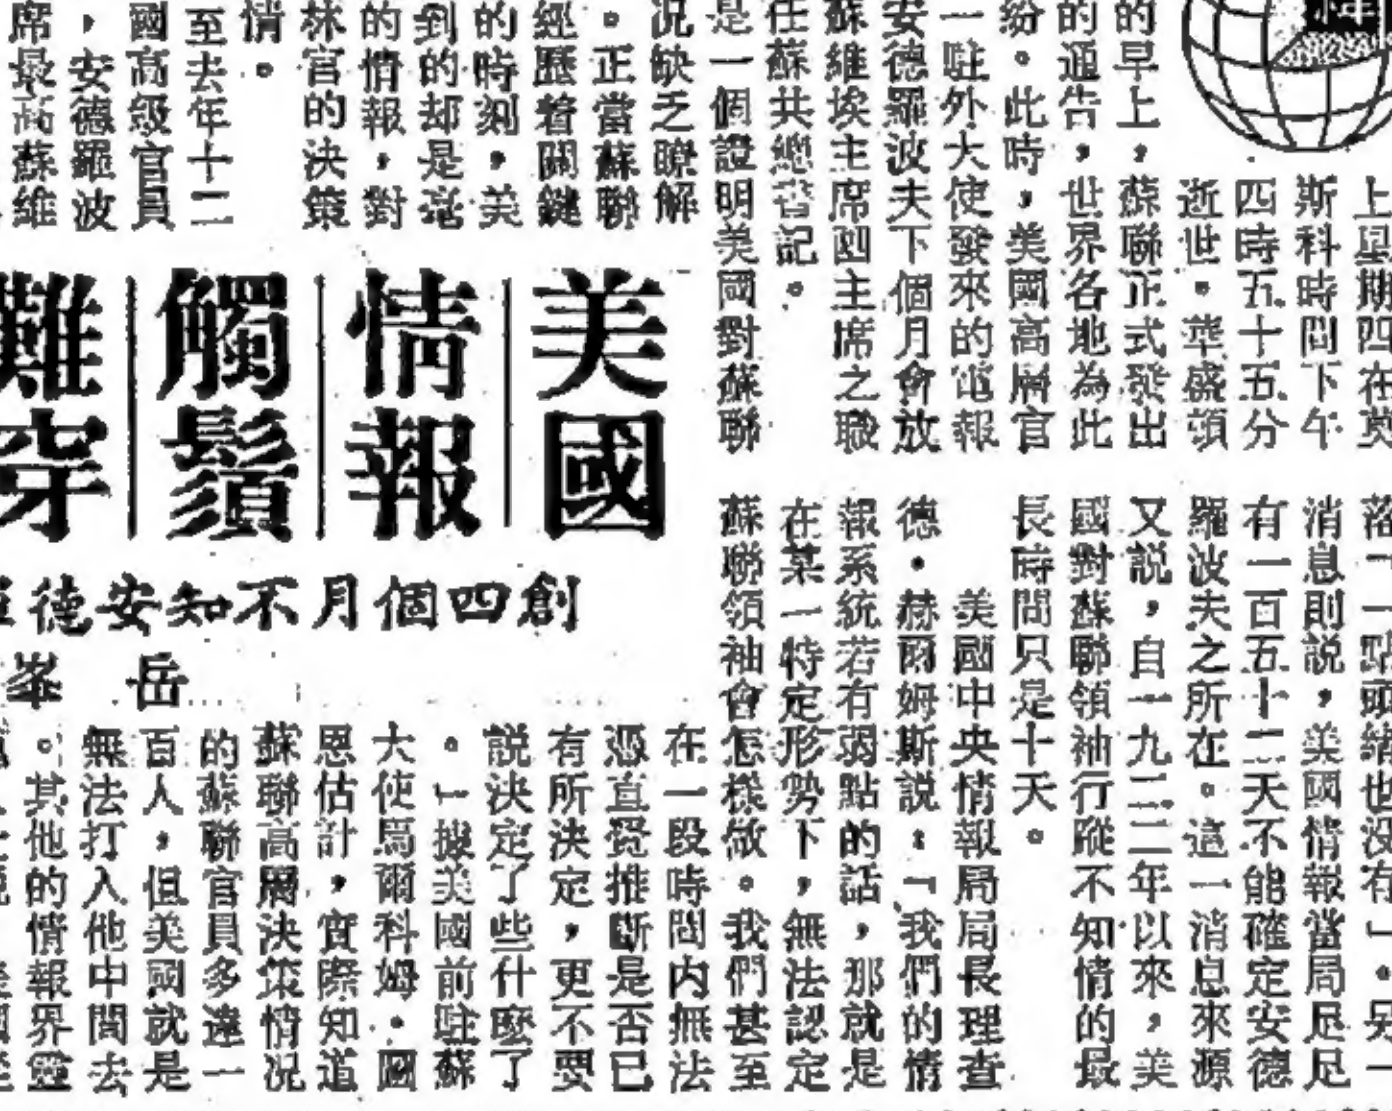 上星期四在莫
斯科時間下午
四時五十五分
逝世。華盛頓
的早上,蘇聯正式發出
的通告,世界各地為此
紛。此時,美國高層官
一駐外大使發來的電報
安德羅波夫下個月會放
蘇維埃主席團主席之職
任蘇共總書記。
是一個證明美國對蘇聯
況缺乏瞭解
。正當蘇聯
經歷着關鍵
的時刻,美
到的却是毫
的情報,對
林宮的決策
情。
至去年十二
國高級官員
,安德羅波
席最高蘇維
美國
情報
觸鬚
難穿
創四個月不知安德
岳峯
落「一點頭緒也沒有」。另一
消息則説,美國情報當局足足
有一百五十二天不能確定安德
羅波夫之所在。這一消息來源
又説,自一九二二年以來,美
國對蘇聯領袖行蹤不知情的最
長時間只是十天。
美國中央情報局局長理查
德·赫爾姆斯説:「我們的情
報系統若有弱點的話,那就是
在某一特定形勢下,無法認定
蘇聯領袖會怎樣做。我們甚至
在一段時間内無法
憑直覺推斷是否已
有所決定,更不要
説決定了些什麼了
。」據美國前駐蘇
大使馬爾科姆·圖
恩估計,實際知道
蘇聯高層決策情況
的蘇聯官員多達一
百人,但美國就是
無法打入他中間去
。其他的情報界靈